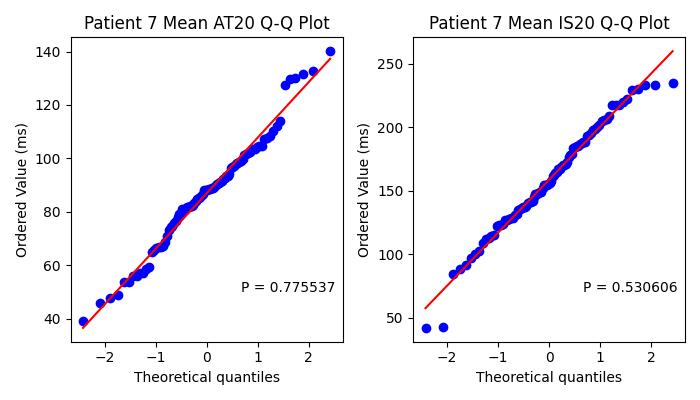 Patient 7 Mean AT20 Q-Q Plot
Ordered Value (ms)
140
120
100
80
60
40
P = 0.775537
−2
−1
0
1
2
Theoretical quantiles
Patient 7 Mean IS20 Q-Q Plot
Ordered Value (ms)
250
200
150
100
50
P = 0.530606
−2
−1
0
1
2
Theoretical quantiles